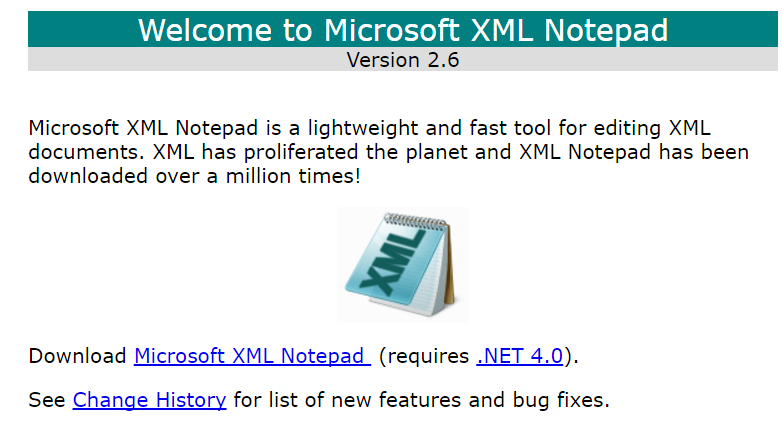 Welcome to Microsoft XML Notepad
Version 2.6
Microsoft XML Notepad is a lightweight and fast tool for editing XML
documents. XML has proliferated the planet and XML Notepad has been
downloaded over a million times!
XML
Download Microsoft XML Notepad (requires .NET 4.0).
See Change History for list of new features and bug fixes.